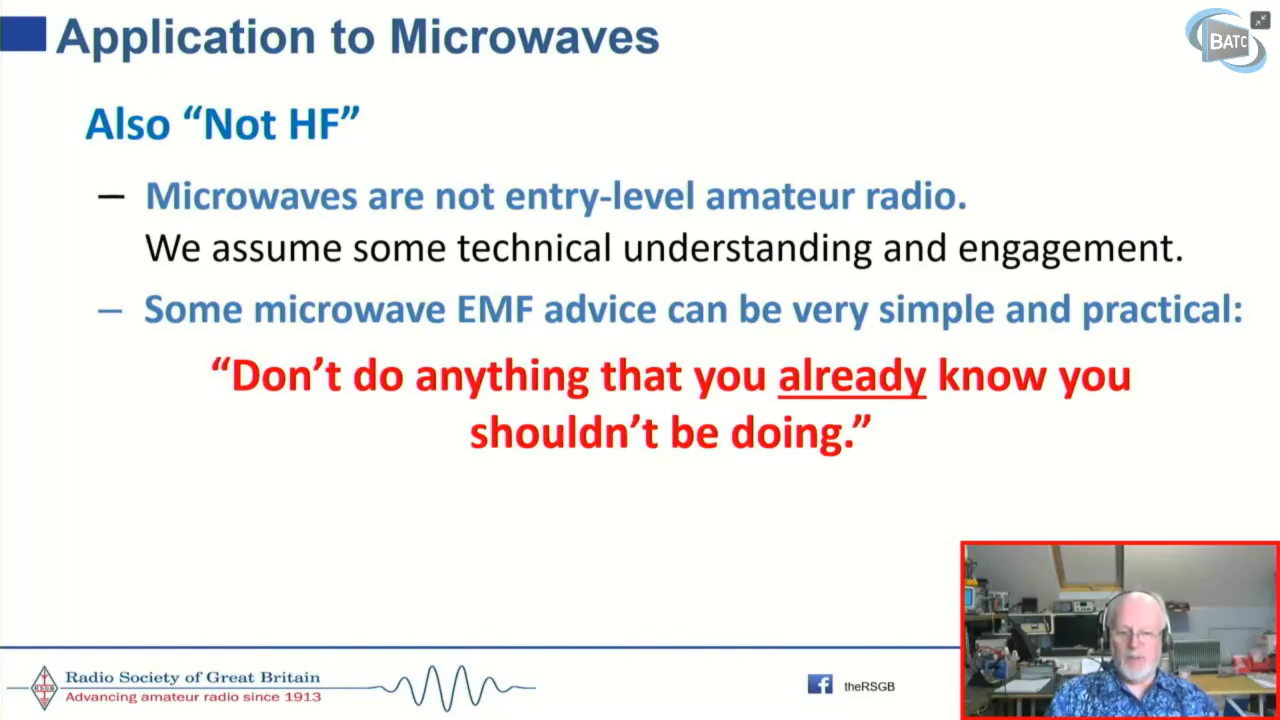 Application to Microwaves
BATC
Also “Not HF”
– Microwaves are not entry-level amateur radio.
We assume some technical understanding and engagement.
– Some microwave EMF advice can be very simple and practical:
“Don’t do anything that you already know you
shouldn’t be doing.”
RSGB
Radio Society of Great Britain
Advancing amateur radio since 1913
theRSGB